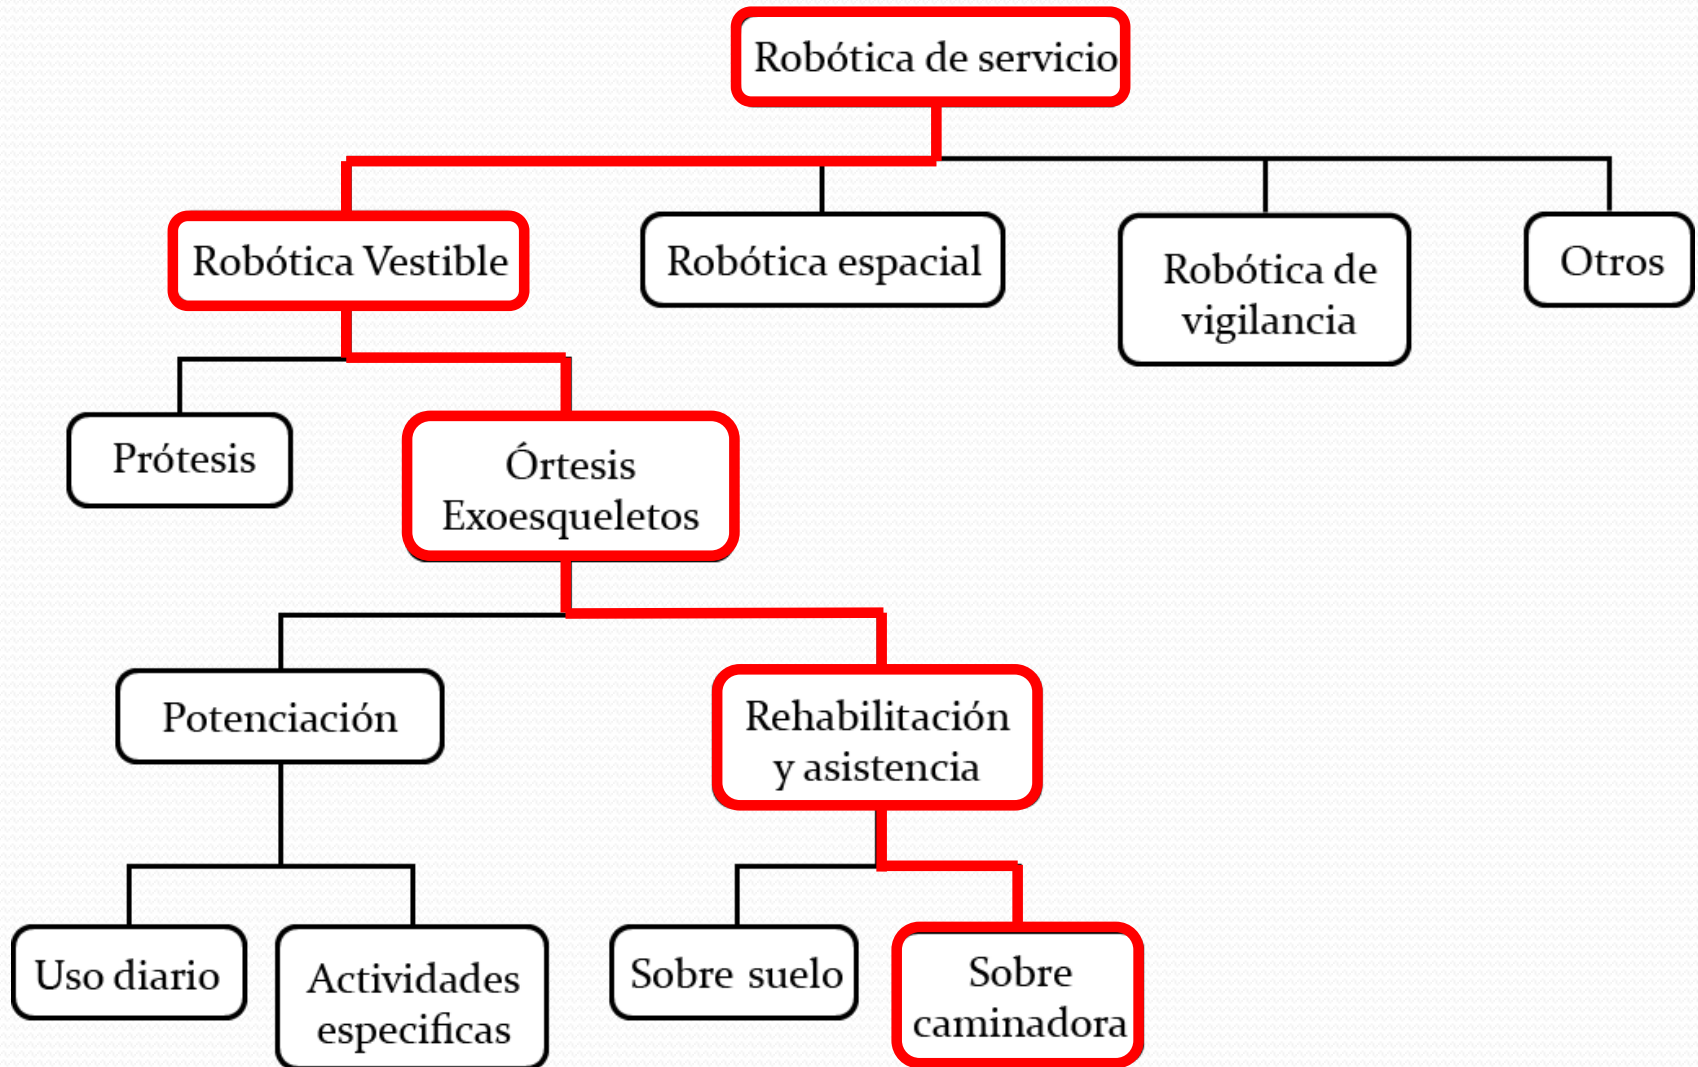 Robótica de servicio
Robótica Vestible
Robótica espacial
Robótica de
vigilancia
Otros
Prótesis
Órtesis
Exoesqueletos
Potenciación
Rehabilitación
y asistencia
Uso diario
Actividades
especificas
Sobre suelo
Sobre
caminadora